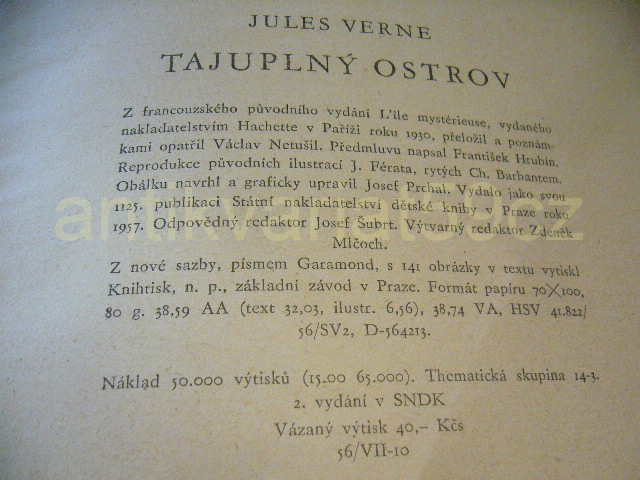 JULES VERNE
TAJUPLNÝ OSTROV
Z francouzského původního vydání L'île mystérieuse, vydaného
nakladatelstvím Hachette v Paříži roku 1930, přeložil a poznám-
kami opatřil Václav Netušil. Předmluvu napsal František Hrubín.
Reprodukce původních ilustrací J. Férata, rytých Ch. Barbantem.
Obálku navrhl a graficky upravil Josef Prchal. Vydalo jako svou
1125. publikaci Státní nakladatelství dětské knihy v Praze roku
1957. Odpovědný redaktor Josef Šubrt. Výtvarný redaktor Zdeněk
Mlčoch.
Z nové sazby, písmem Garamond, s 141 obrázky v textu vytiskl
Knihtisk, n. p., základní závod v Praze. Formát papíru 70×100,
80 g. 38,59 AA (text 32,03, ilustr. 6,56), 38,74 VA, HSV 41.822/
56/SV2, D-564213.
Náklad 50.000 výtisků (15.00 65.000). Thematická skupina 14-3.
2. vydání v SNDK
Vázaný výtisk 40,– Kčs
56/VII-10